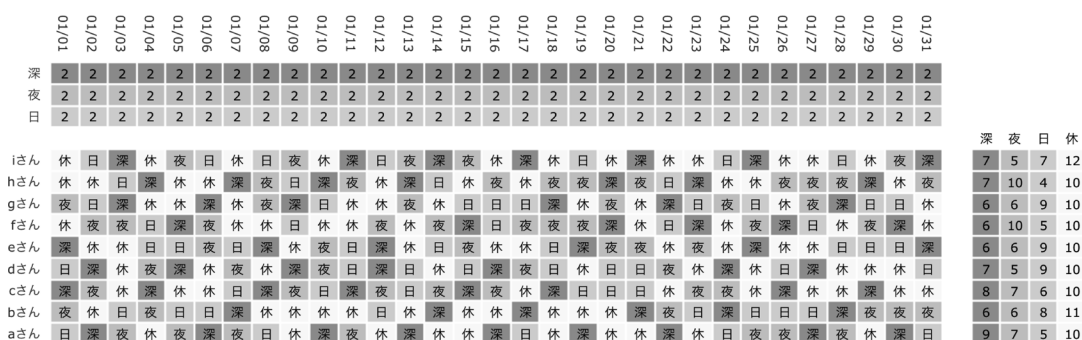 01/01 01/02 01/03 01/04 01/05 01/06 01/07 01/08 01/09 01/10 01/11 01/12 01/13 01/14 01/15 01/16 01/17 01/18 01/19 01/20 01/21 01/22 01/23 01/24 01/25 01/26 01/27 01/28 01/29 01/30 01/31
深 2 2 2 2 2 2 2 2 2 2 2 2 2 2 2 2 2 2 2 2 2 2 2 2 2 2 2 2 2 2 2
夜 2 2 2 2 2 2 2 2 2 2 2 2 2 2 2 2 2 2 2 2 2 2 2 2 2 2 2 2 2 2 2
日 2 2 2 2 2 2 2 2 2 2 2 2 2 2 2 2 2 2 2 2 2 2 2 2 2 2 2 2 2 2 2
深 夜 日 休
iさん 休 日 深 休 夜 日 休 日 夜 休 深 日 夜 深 夜 休 深 休 日 休 深 休 休 日 深 休 休 日 休 夜 深 7 5 7 12
hさん 休 休 日 深 休 休 深 夜 日 深 夜 休 深 日 休 夜 休 夜 夜 深 夜 日 深 休 休 夜 夜 夜 深 休 夜 7 10 4 10
gさん 夜 日 深 休 休 深 休 夜 深 日 休 休 夜 休 日 日 日 深 休 夜 休 深 日 夜 日 休 夜 深 日 日 休 6 6 9 10
fさん 休 夜 夜 日 深 夜 休 休 日 休 休 夜 休 夜 深 日 夜 夜 夜 深 休 日 深 休 夜 深 日 休 夜 深 休 6 10 5 10
eさん 深 休 休 日 日 夜 日 深 休 夜 日 深 休 日 夜 休 休 日 深 夜 夜 休 夜 休 深 休 休 日 日 日 深 6 6 9 10
dさん 日 深 休 夜 深 休 夜 休 深 夜 日 深 日 休 日 深 夜 日 休 日 日 夜 休 深 休 日 深 休 休 休 日 7 5 9 10
cさん 深 夜 休 深 休 休 日 深 夜 日 深 夜 日 夜 深 夜 休 深 日 日 日 休 夜 夜 休 深 休 休 深 休 休 8 7 6 10
bさん 夜 休 日 夜 日 日 深 休 休 休 休 日 休 深 休 休 深 休 休 休 深 夜 日 深 日 日 日 深 夜 夜 夜 6 6 8 11
aさん 日 深 夜 休 夜 深 夜 日 休 深 夜 休 深 休 休 深 日 休 深 休 休 深 休 日 夜 夜 深 夜 休 深 日 9 7 5 10